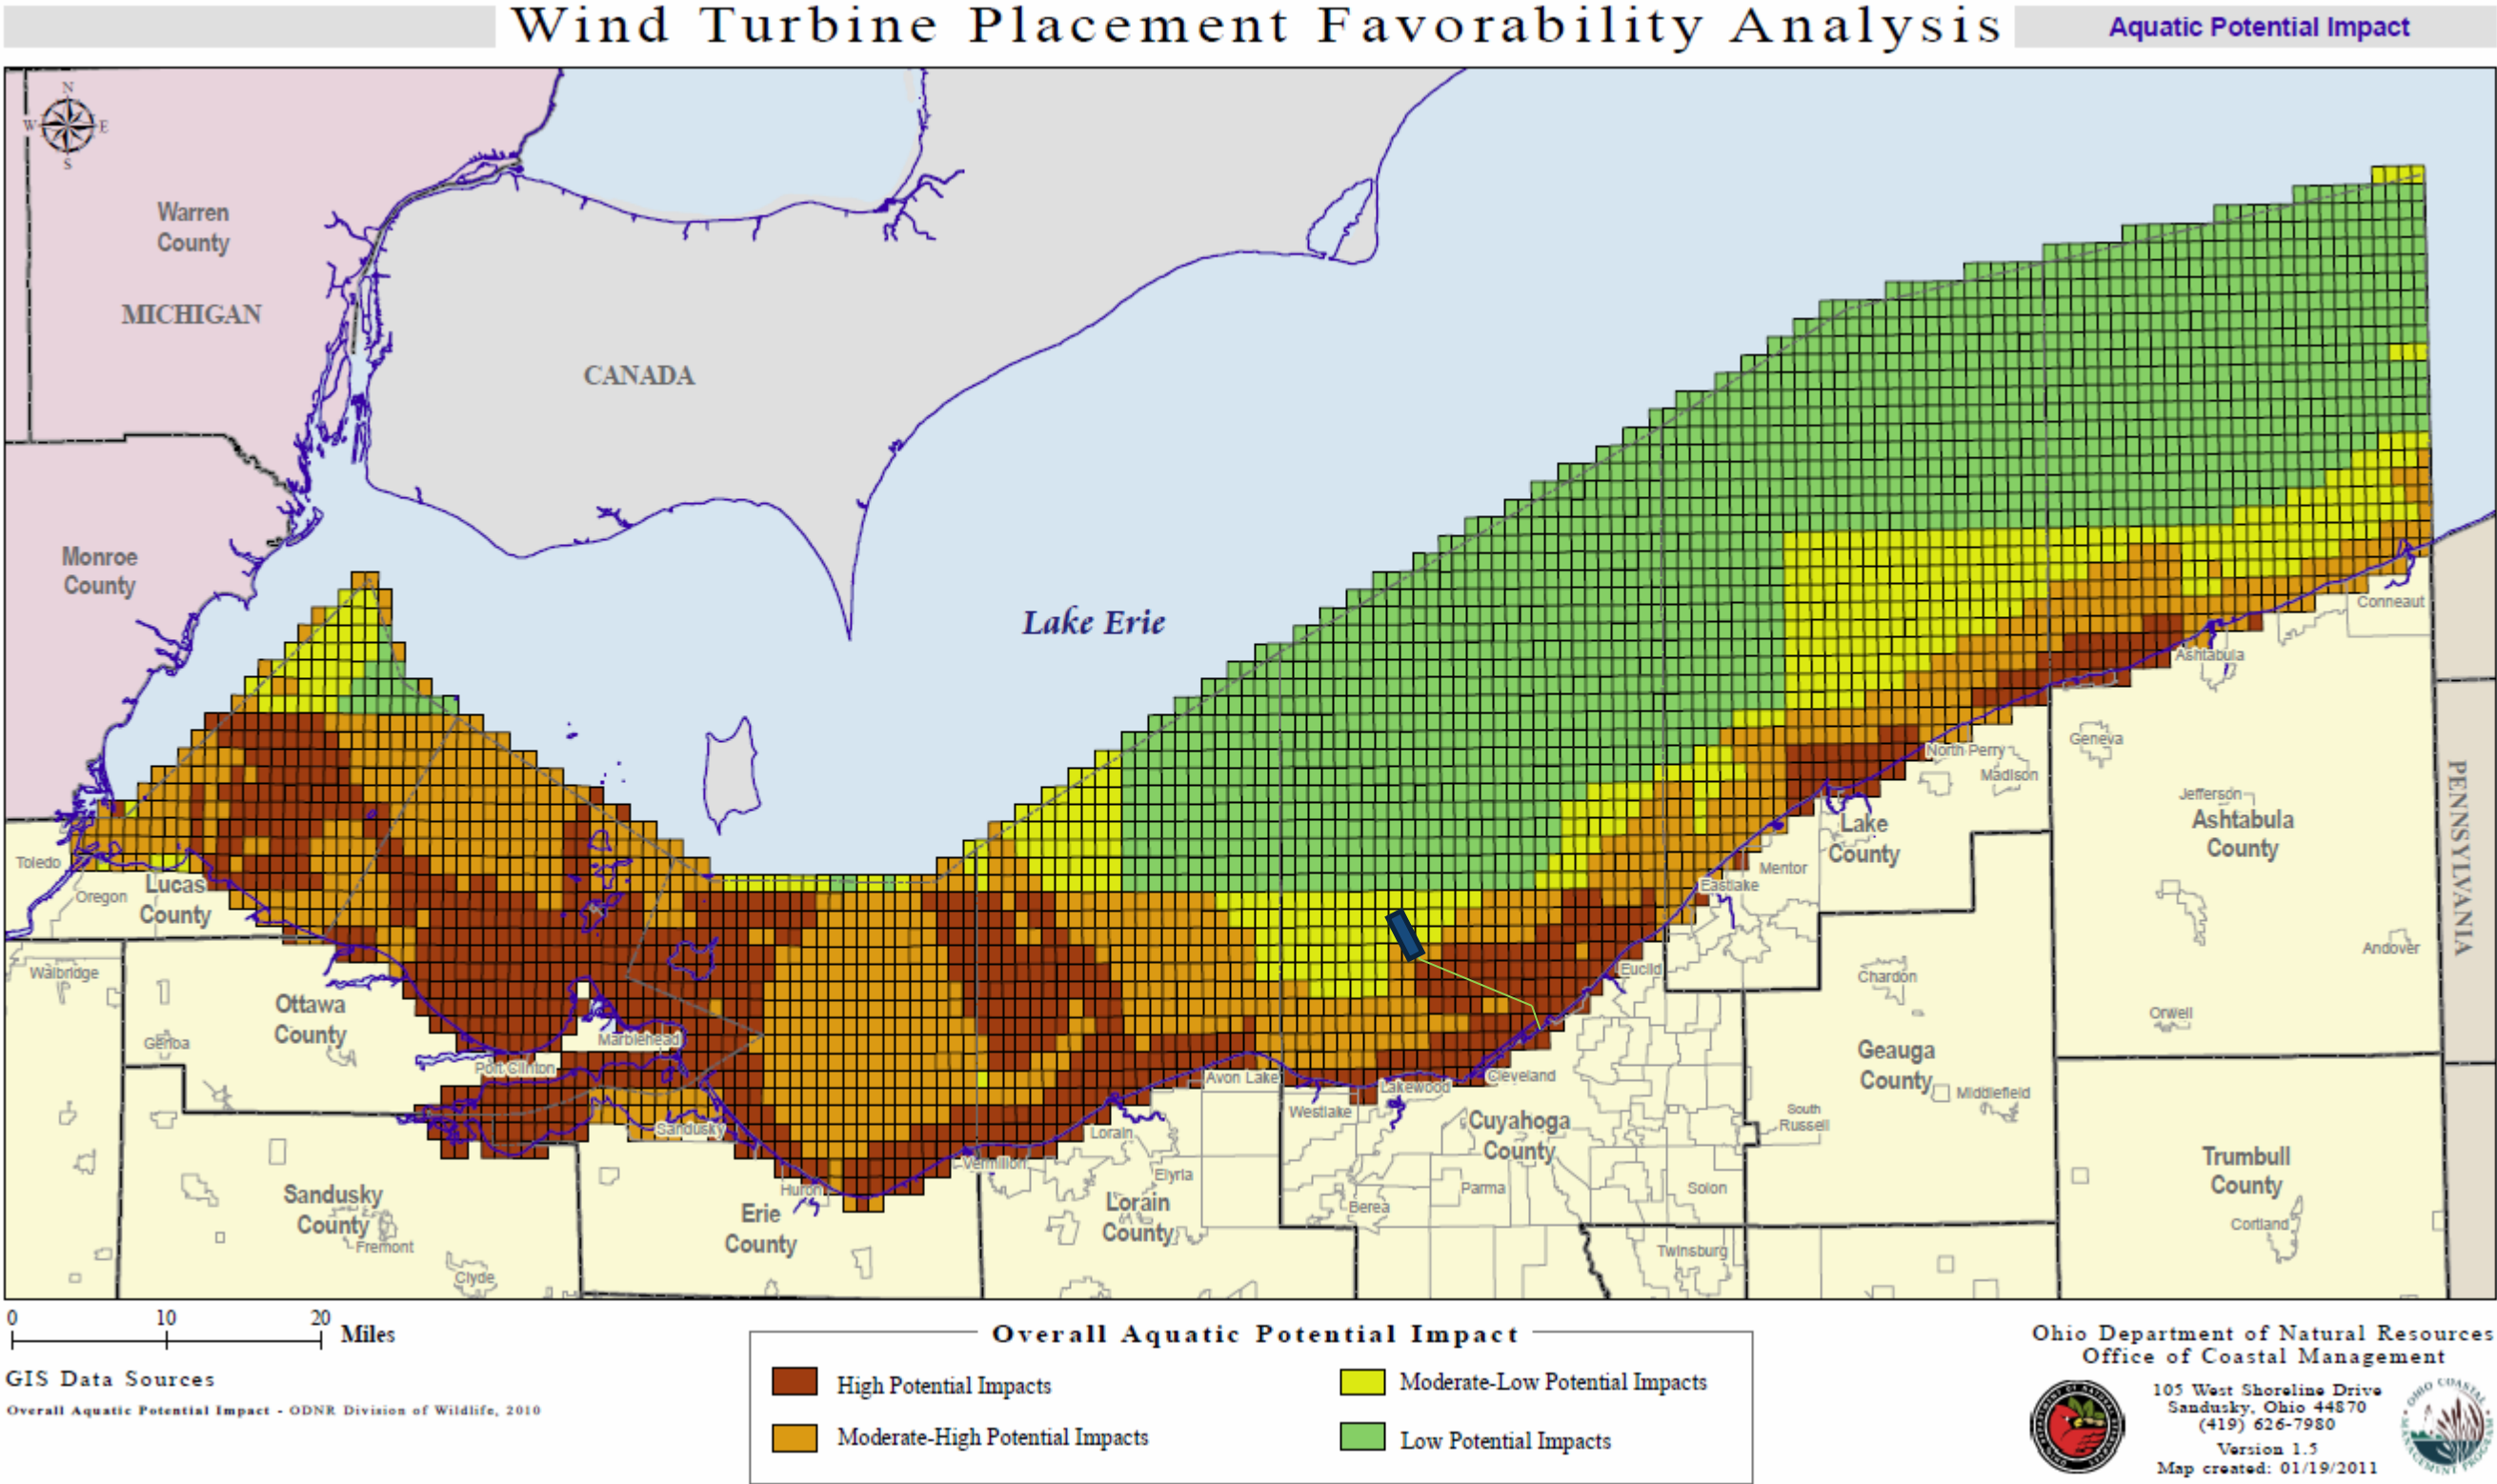 Wind Turbine Placement Favorability Analysis
Aquatic Potential Impact
N
W E
S
Warren
County
MICHIGAN
CANADA
Monroe
County
Lake Erie
Conneaut
Ashtabula
North Perry
Madison
Geneva
Jefferson
Ashtabula
County
PENNSYLVANIA
Lake
County
Mentor
Eastlake
Toledo
Oregon
Lucas
County
Walbridge
Euclid
Chardon
Andover
Orwell
Ottawa
County
Genoa
Marblehead
Port Clinton
Avon Lake
Lakewood
Cleveland
Geauga
County
Middlefield
Westlake
Cuyahoga
County
South
Russell
Sandusky
Lorain
Vermilion
Elyria
Trumbull
County
Huron
Sandusky
County
Fremont
Erie
County
Lorain
County
Berea
Parma
Solon
Cortland
Twinsburg
Clyde
0 10 20 Miles
GIS Data Sources
Overall Aquatic Potential Impact - ODNR Division of Wildlife, 2010
Overall Aquatic Potential Impact
High Potential Impacts
Moderate-High Potential Impacts
Moderate-Low Potential Impacts
Low Potential Impacts
Ohio Department of Natural Resources
Office of Coastal Management
105 West Shoreline Drive
Sandusky, Ohio 44870
(419) 626-7980
Version 1.5
Map created: 01/19/2011
OHIO COASTAL
MANAGEMENT PROGRAM